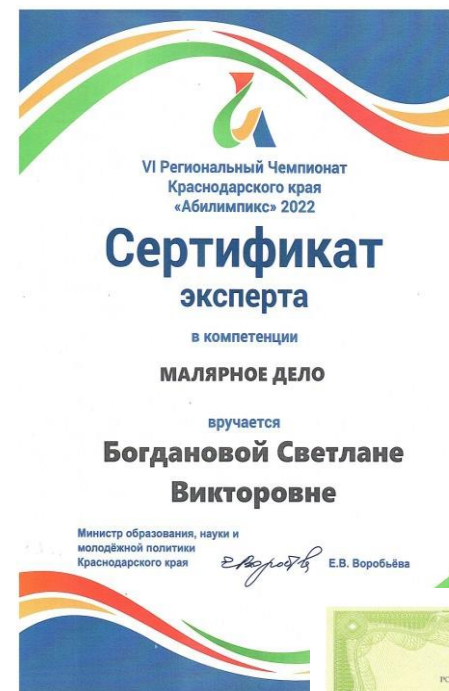 VI Региональный Чемпионат
Краснодарского края
«Абилимпикс» 2022
Сертификат
эксперта
в компетенции
МАЛЯРНОЕ ДЕЛО
вручается
Богдановой Светлане
Викторовне
Министр образования, науки и
молодёжной политики
Краснодарского края
Е.В. Воробьёва